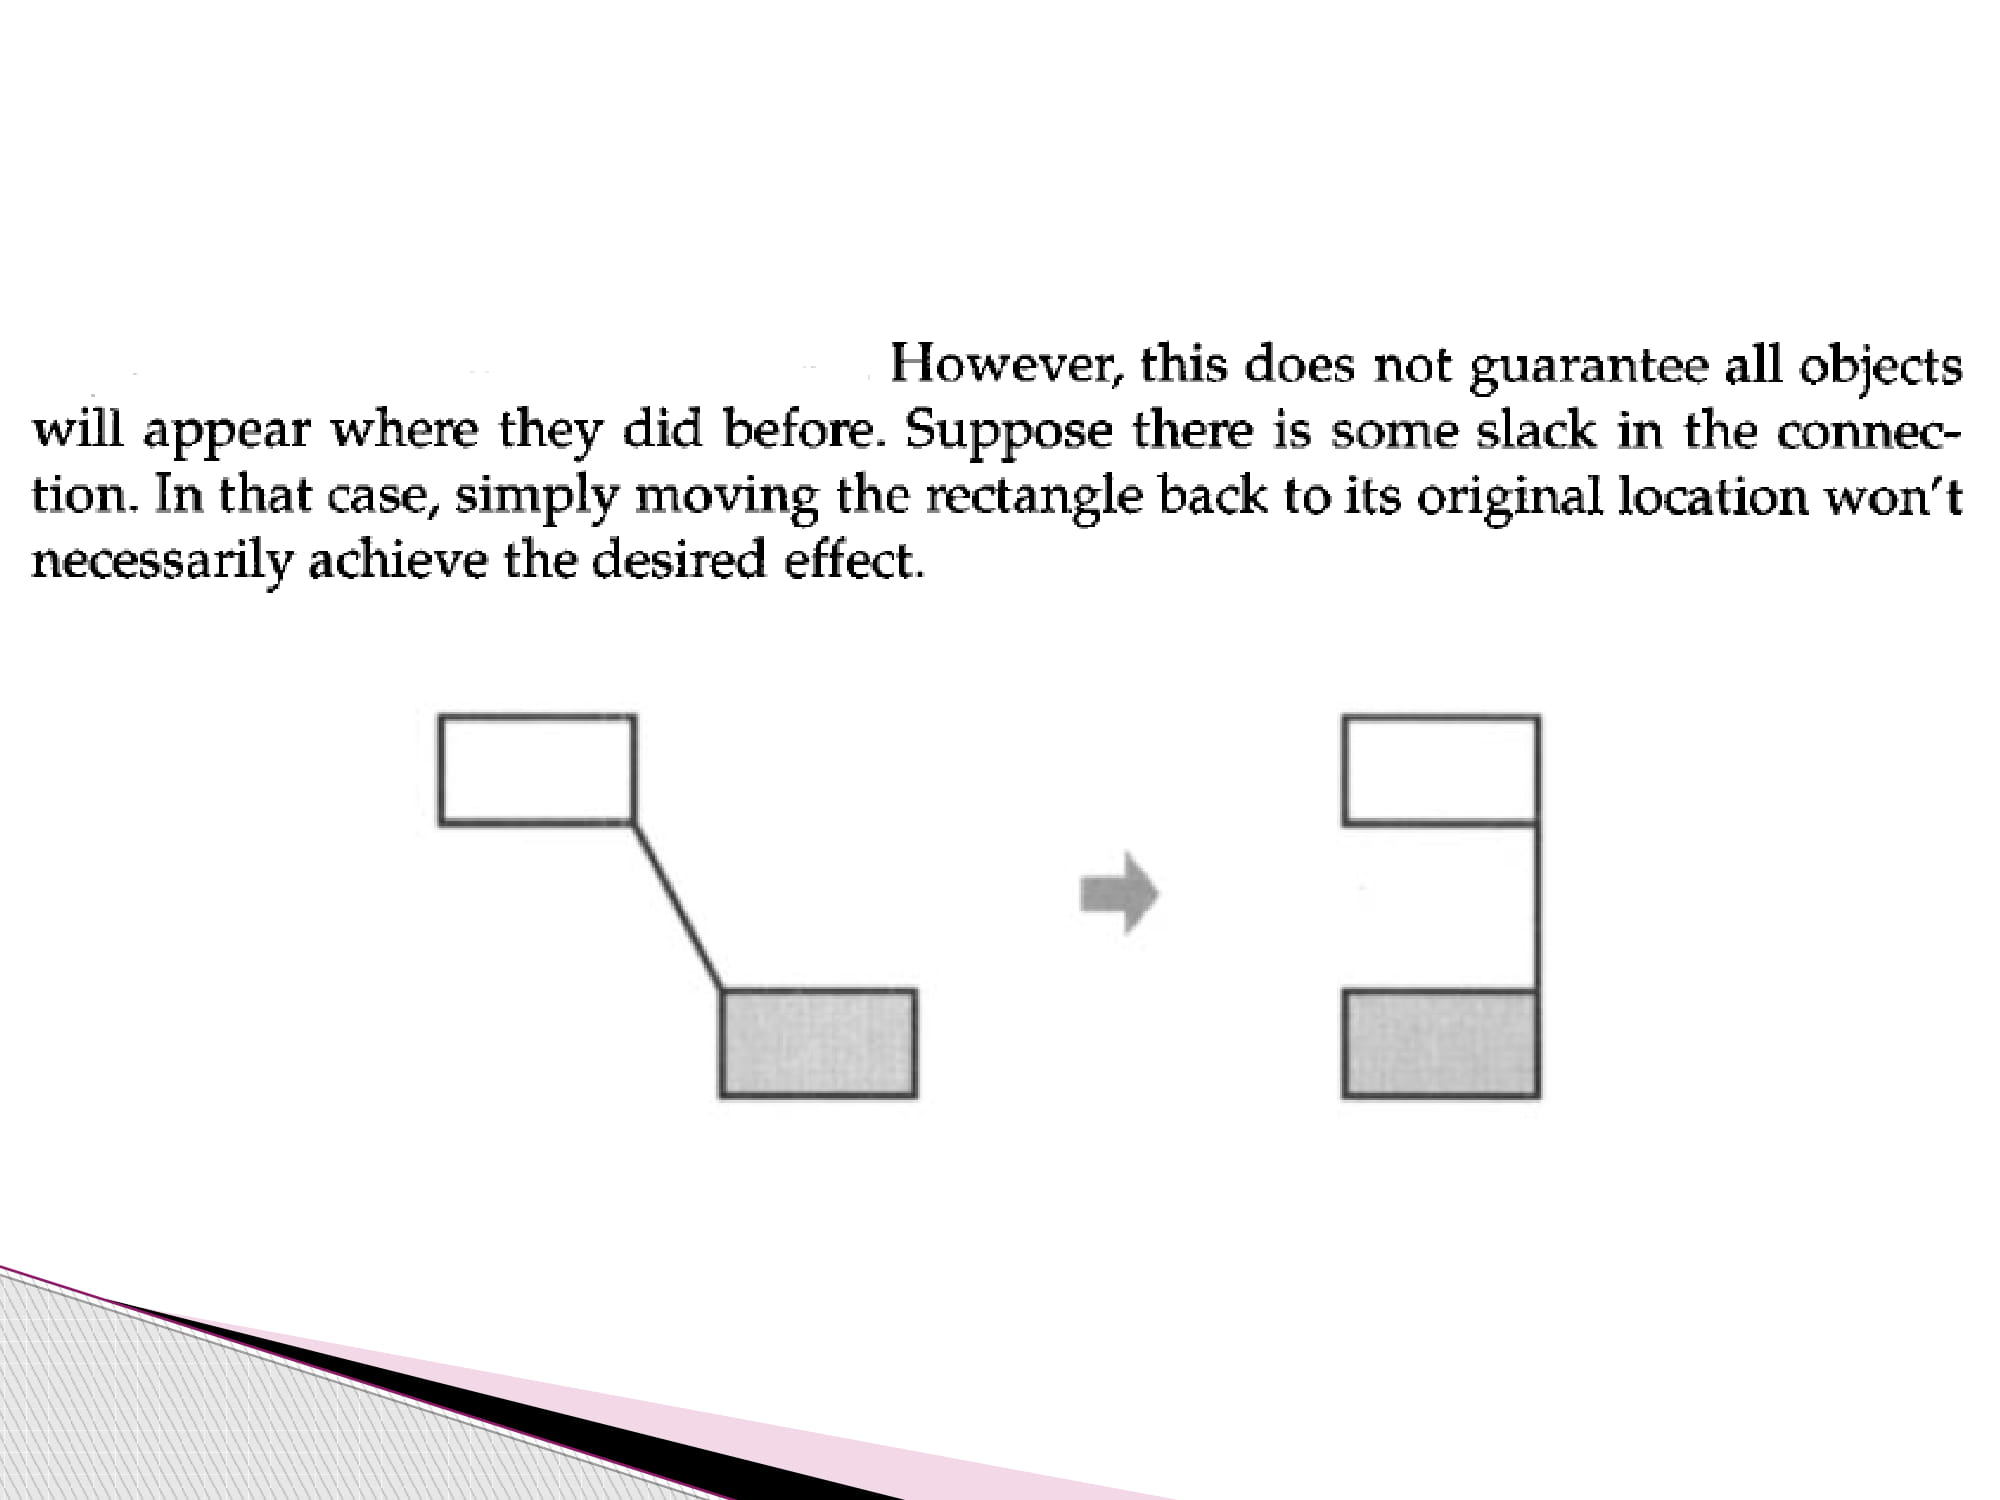 However, this does not guarantee all objects
will appear where they did before. Suppose there is some slack in the connec-
tion. In that case, simply moving the rectangle back to its original location won't
necessarily achieve the desired effect.